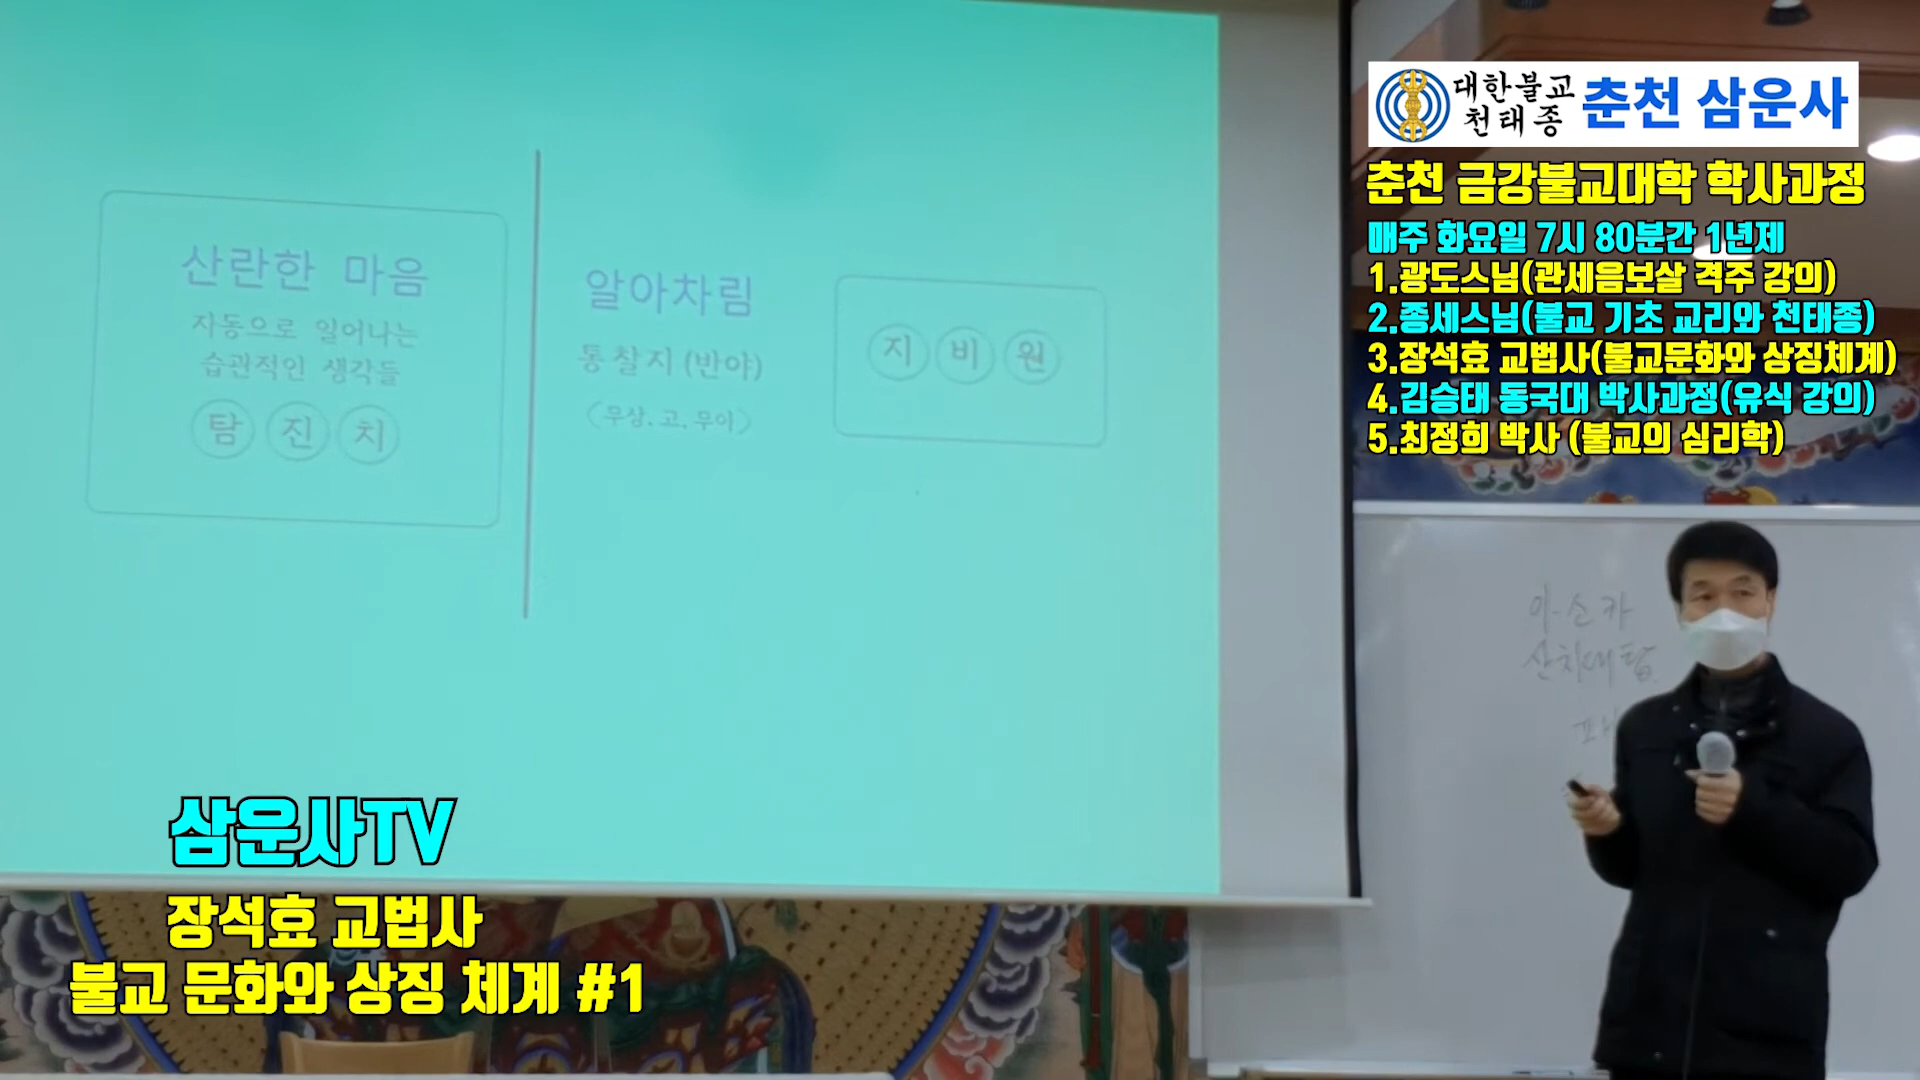 산란한 마음
자동으로 일어나는
습관적인 생각들
탐 진 치
알아차림
통찰지(반야)
〈무상.고.무아〉
지 비 원
대한불교
천태종
춘천 삼운사
춘천 금강불교대학 학사과정
매주 화요일 7시 80분간 1년제
1.광도스님(관세음보살 격주 강의)
2.종세스님(불교 기초 교리와 천태종)
3.장석효 교법사(불교문화와 상징체계)
4.김승태 동국대 박사과정(유식 강의)
5.최정희 박사 (불교의 심리학)
아소카
산치대탑
삼운사TV
장석효 교법사
불교 문화와 상징 체계 #1